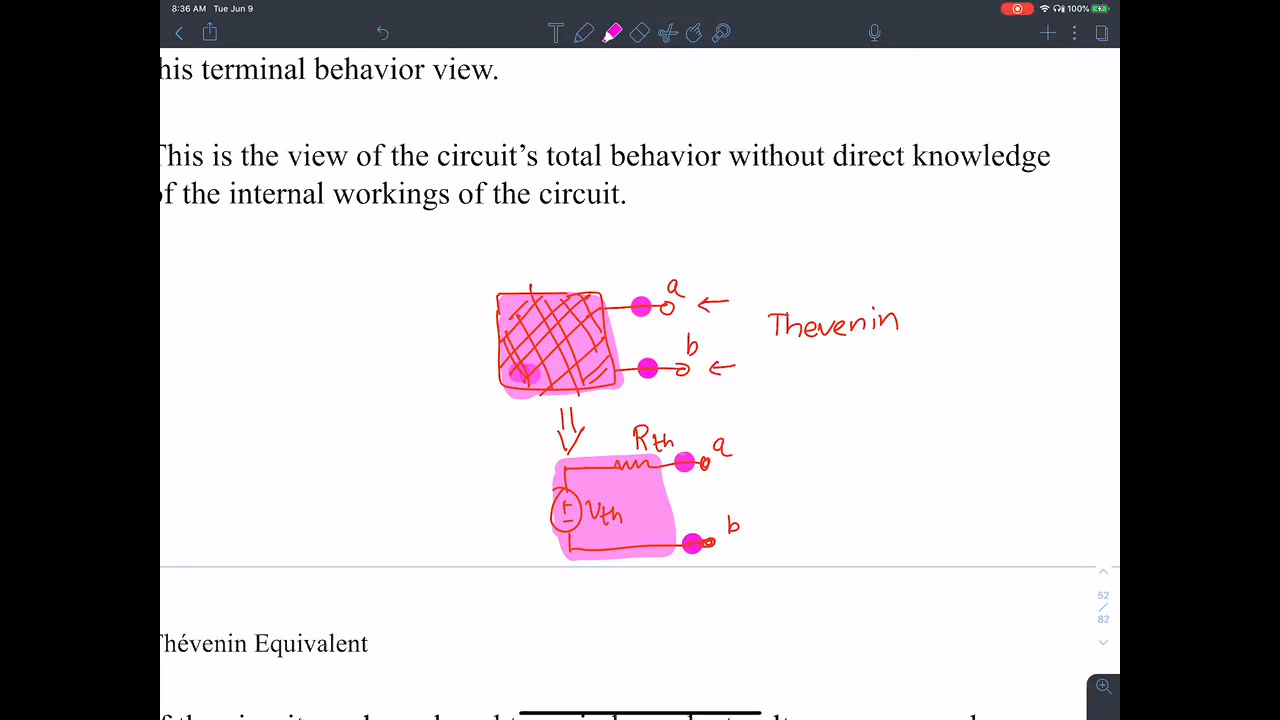 8:36 AM Tue Jun 9
100%
his terminal behavior view.
This is the view of the circuit's total behavior without direct knowledge
of the internal workings of the circuit.
a
Thevenin
b
Rth
a
+
-
Vth
b
52
/
82
Thévenin Equivalent